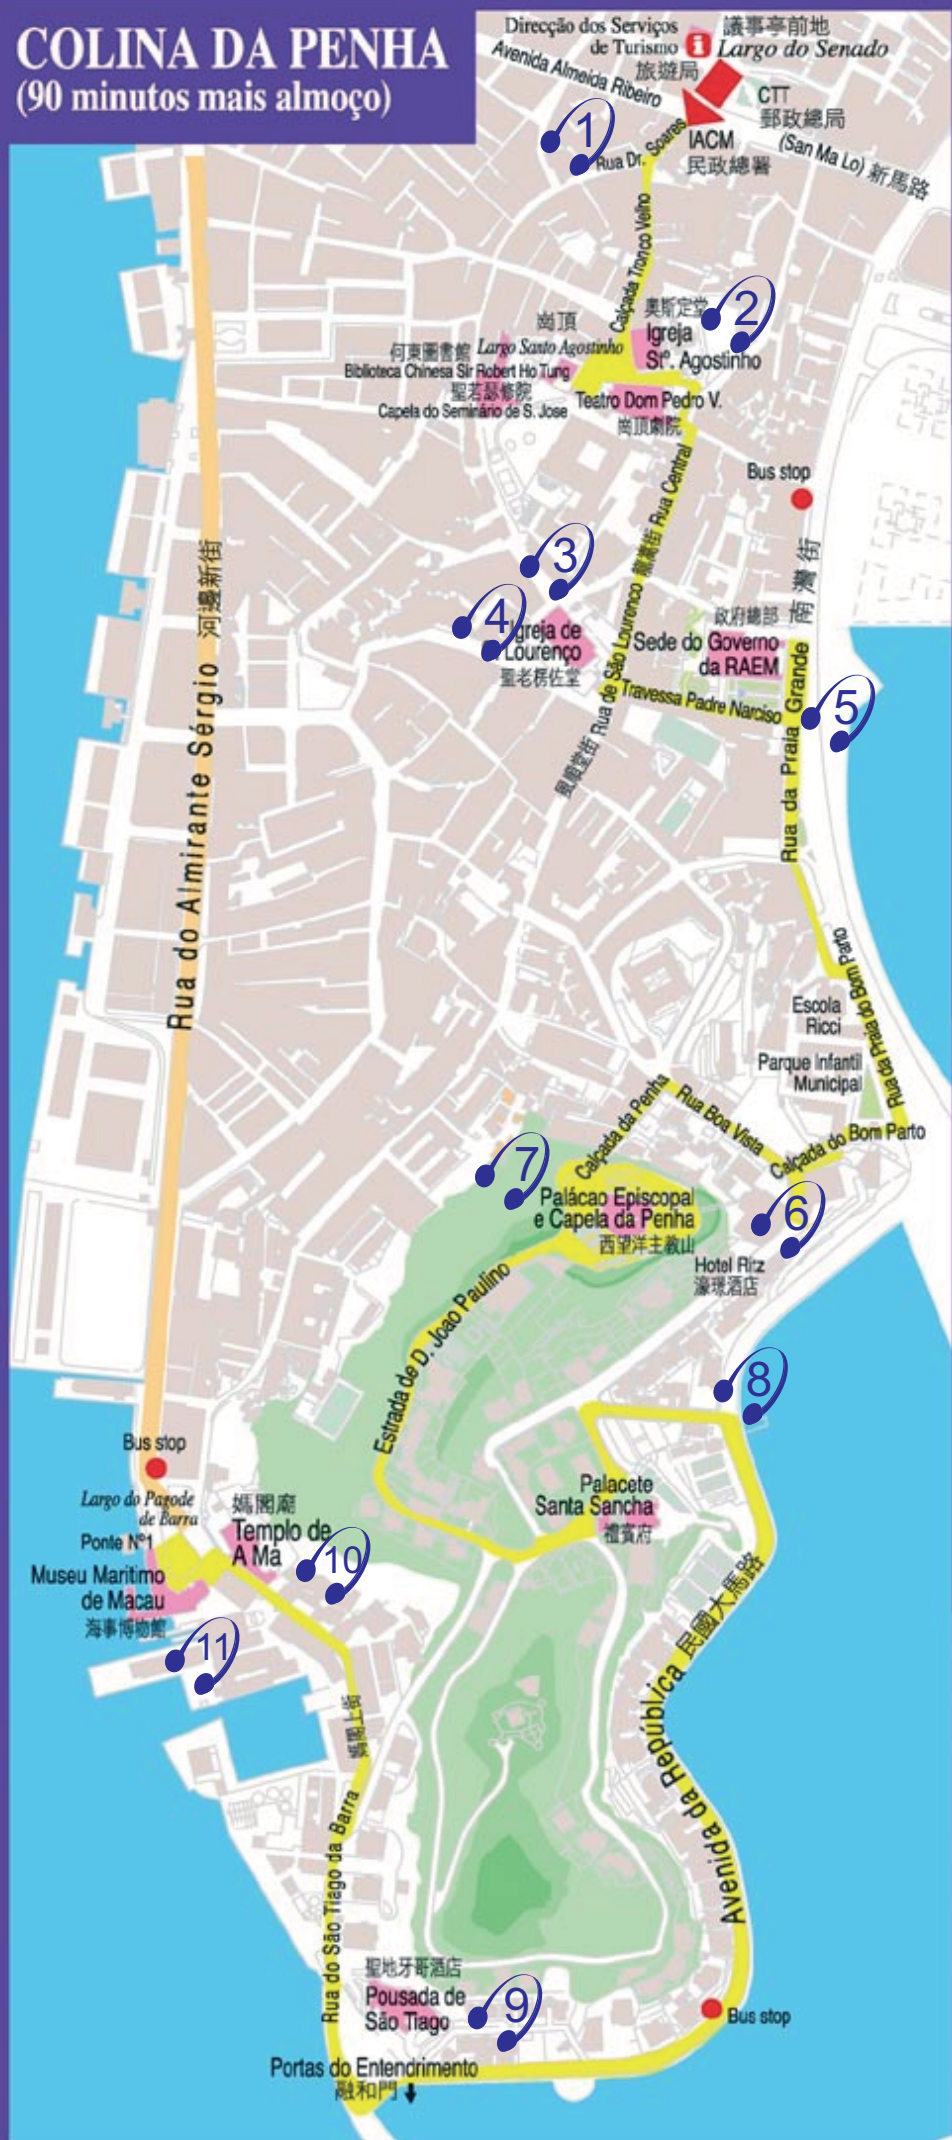 COLINA DA PENHA
(90 minutos mais almoço)
Direcção dos Serviços
de Turismo
旅遊局
i
議事亭前地
Largo do Senado
Avenida Almeida Ribeiro
CTT
郵政總局
(San Ma Lo) 新馬路
IACM
民政總署
1
Rua Dr. Soares
Calçada Tronco Velho
2
奧斯定堂
Igreja
Stº. Agostinho
崗頂
Largo Santo Agostinho
何東圖書館
Biblioteca Chinesa Sir Robert Ho Tung
聖若瑟修院
Capela do Seminário de S. Jose
Teatro Dom Pedro V.
崗頂劇院
Bus stop
Rua Central
南灣街
河邊新街
Rua do Almirante Sérgio
3
4
Igreja de
Lourenço
聖老楞佐堂
Rua de São Lourenço
風順堂街
政府總部
Sede do Governo
da RAEM
Travessa Padre Narciso
5
Rua da Praia Grande
Rua da Praia do Bom Parto
Escola
Ricci
Parque Infantil
Municipal
Calçada da Penha
Rua Boa Vista
Calçada do Bom Parto
6
7
Palácao Episcopal
e Capela da Penha
西望洋主教山
Hotel Ritz
濠璟酒店
Estrada de D. Joao Paulino
8
Palacete
Santa Sancha
禮賓府
Bus stop
Largo do Pagode
de Barra
Ponte Nº1
媽閣廟
Templo de
A Ma
10
Museu Maritimo
de Macau
海事博物館
11
媽閣上街
Rua do São Tiago da Barra
Avenida da República 民國大馬路
聖地牙哥酒店
Pousada de
São Tiago
9
Bus stop
Portas do Entendrimento
融和門